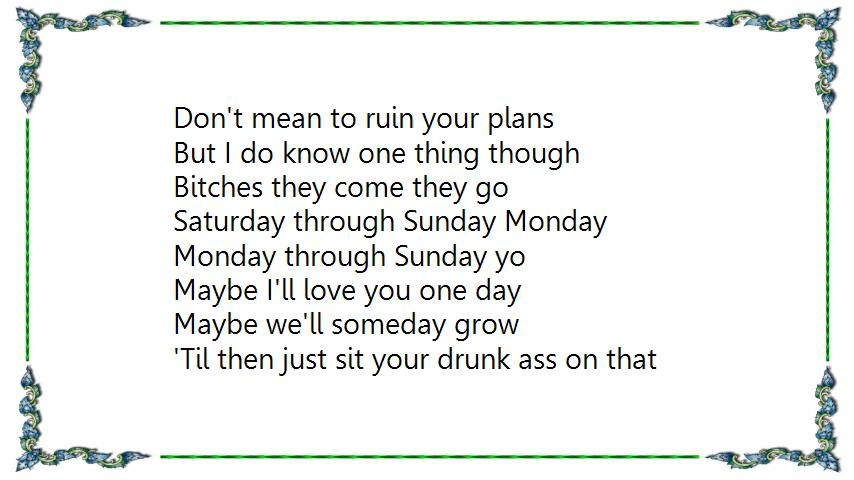 Don't mean to ruin your plans
But I do know one thing though
Bitches they come they go
Saturday through Sunday Monday
Monday through Sunday yo
Maybe I'll love you one day
Maybe we'll someday grow
'Til then just sit your drunk ass on that